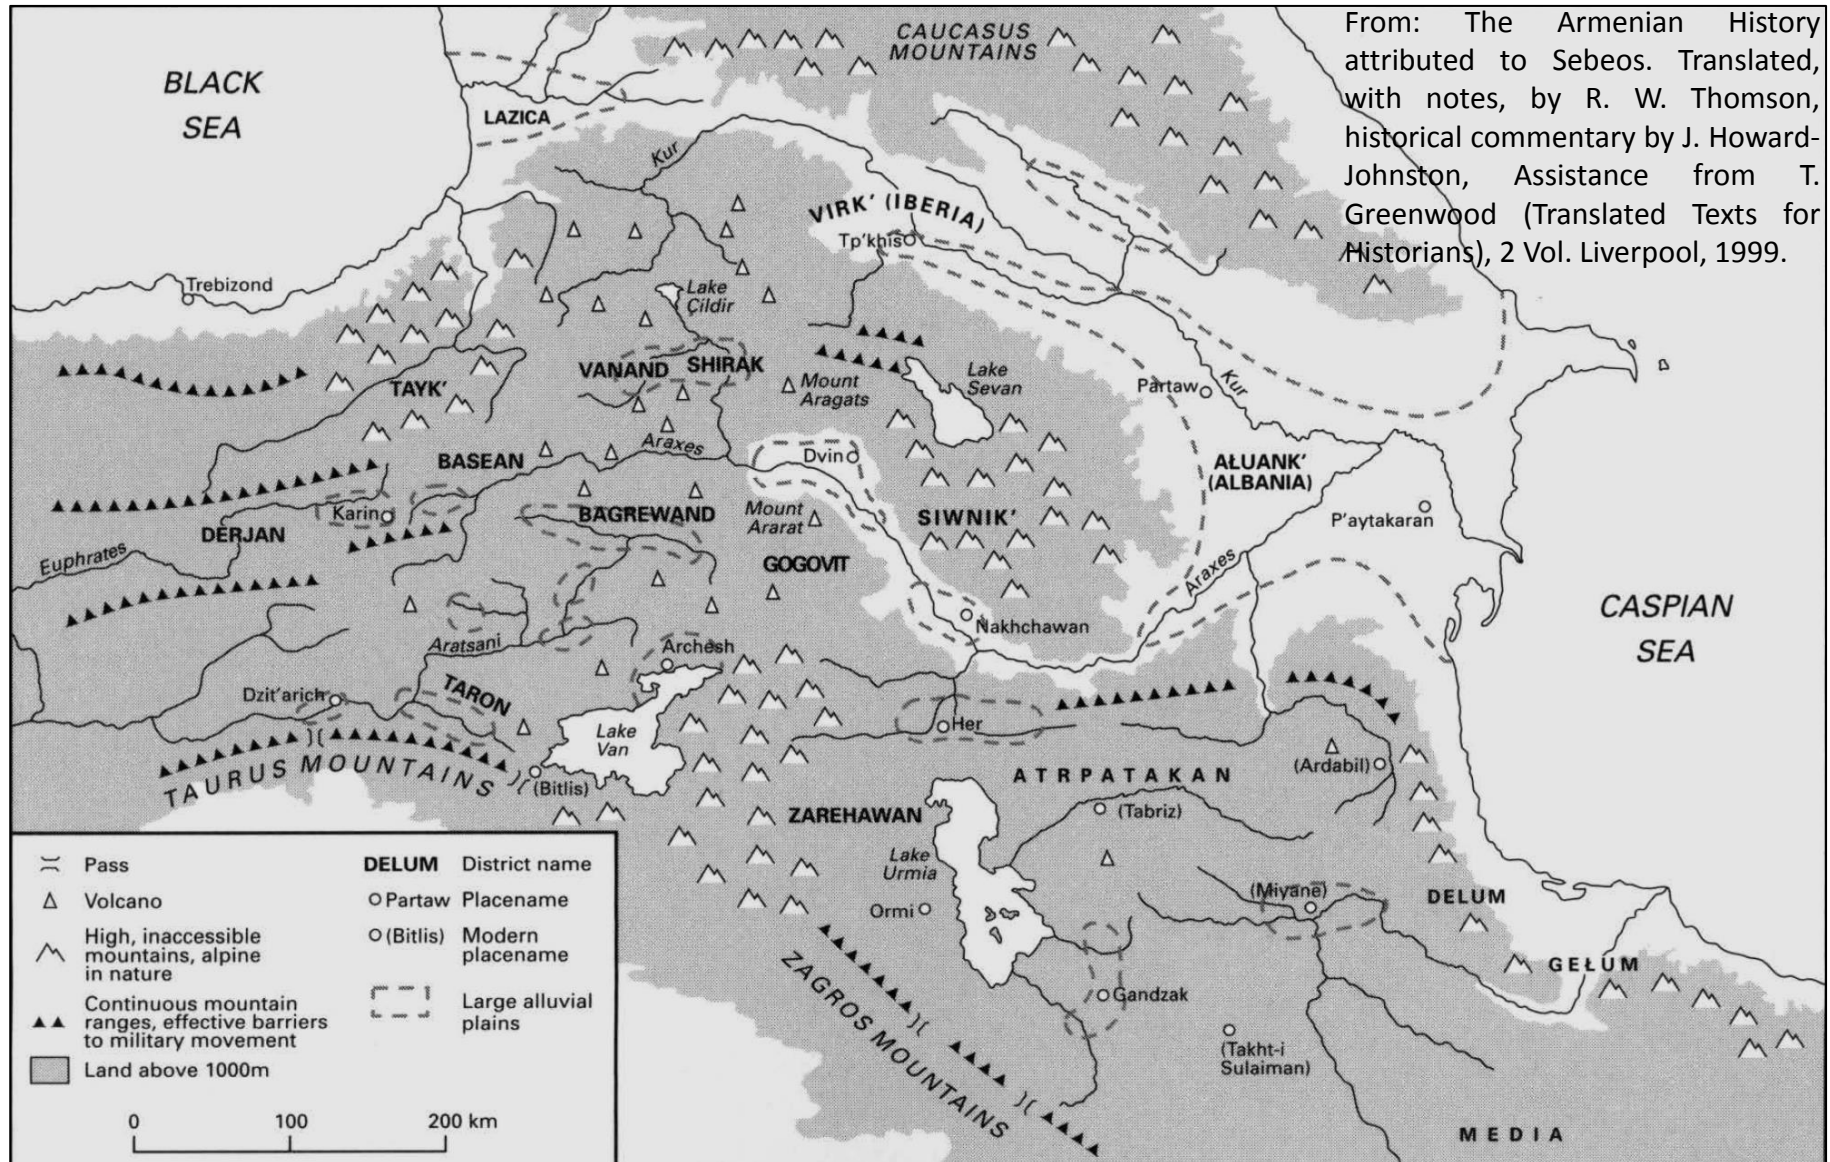 From: The Armenian History
attributed to Sebeos. Translated,
with notes, by R. W. Thomson,
historical commentary by J. Howard-
Johnston, Assistance from T.
Greenwood (Translated Texts for
Historians), 2 Vol. Liverpool, 1999.
CAUCASUS
MOUNTAINS
BLACK
SEA
LAZICA
Kur
VIRK’ (IBERIA)
Tp’khis
Trebizond
Lake
Çildir
VANAND
SHIRAK
Mount
Aragats
Lake
Sevan
TAYK’
Partaw
Kur
BASEAN
Araxes
Dvin
AŁUANK’
(ALBANIA)
Karin
BAGREWAND
Mount
Ararat
SIWNIK’
P’aytakaran
DERJAN
Euphrates
GOGOVIT
Araxes
CASPIAN
SEA
Nakhchawan
Aratsani
Archesh
Dzit’arich
TARON
Her
Lake
Van
TAURUS MOUNTAINS
(Bitlis)
ATRPATAKAN
(Ardabil)
ZAREHAWAN
(Tabriz)
Lake
Urmia
(Miyane)
DELUM
Ormi
GEŁUM
ZAGROS MOUNTAINS
Gandzak
(Takht-i
Sulaiman)
MEDIA
Pass
Volcano
High, inaccessible
mountains, alpine
in nature
Continuous mountain
ranges, effective barriers
to military movement
Land above 1000m
DELUM District name
Partaw Placename
(Bitlis) Modern
placename
Large alluvial
plains
0 100 200 km